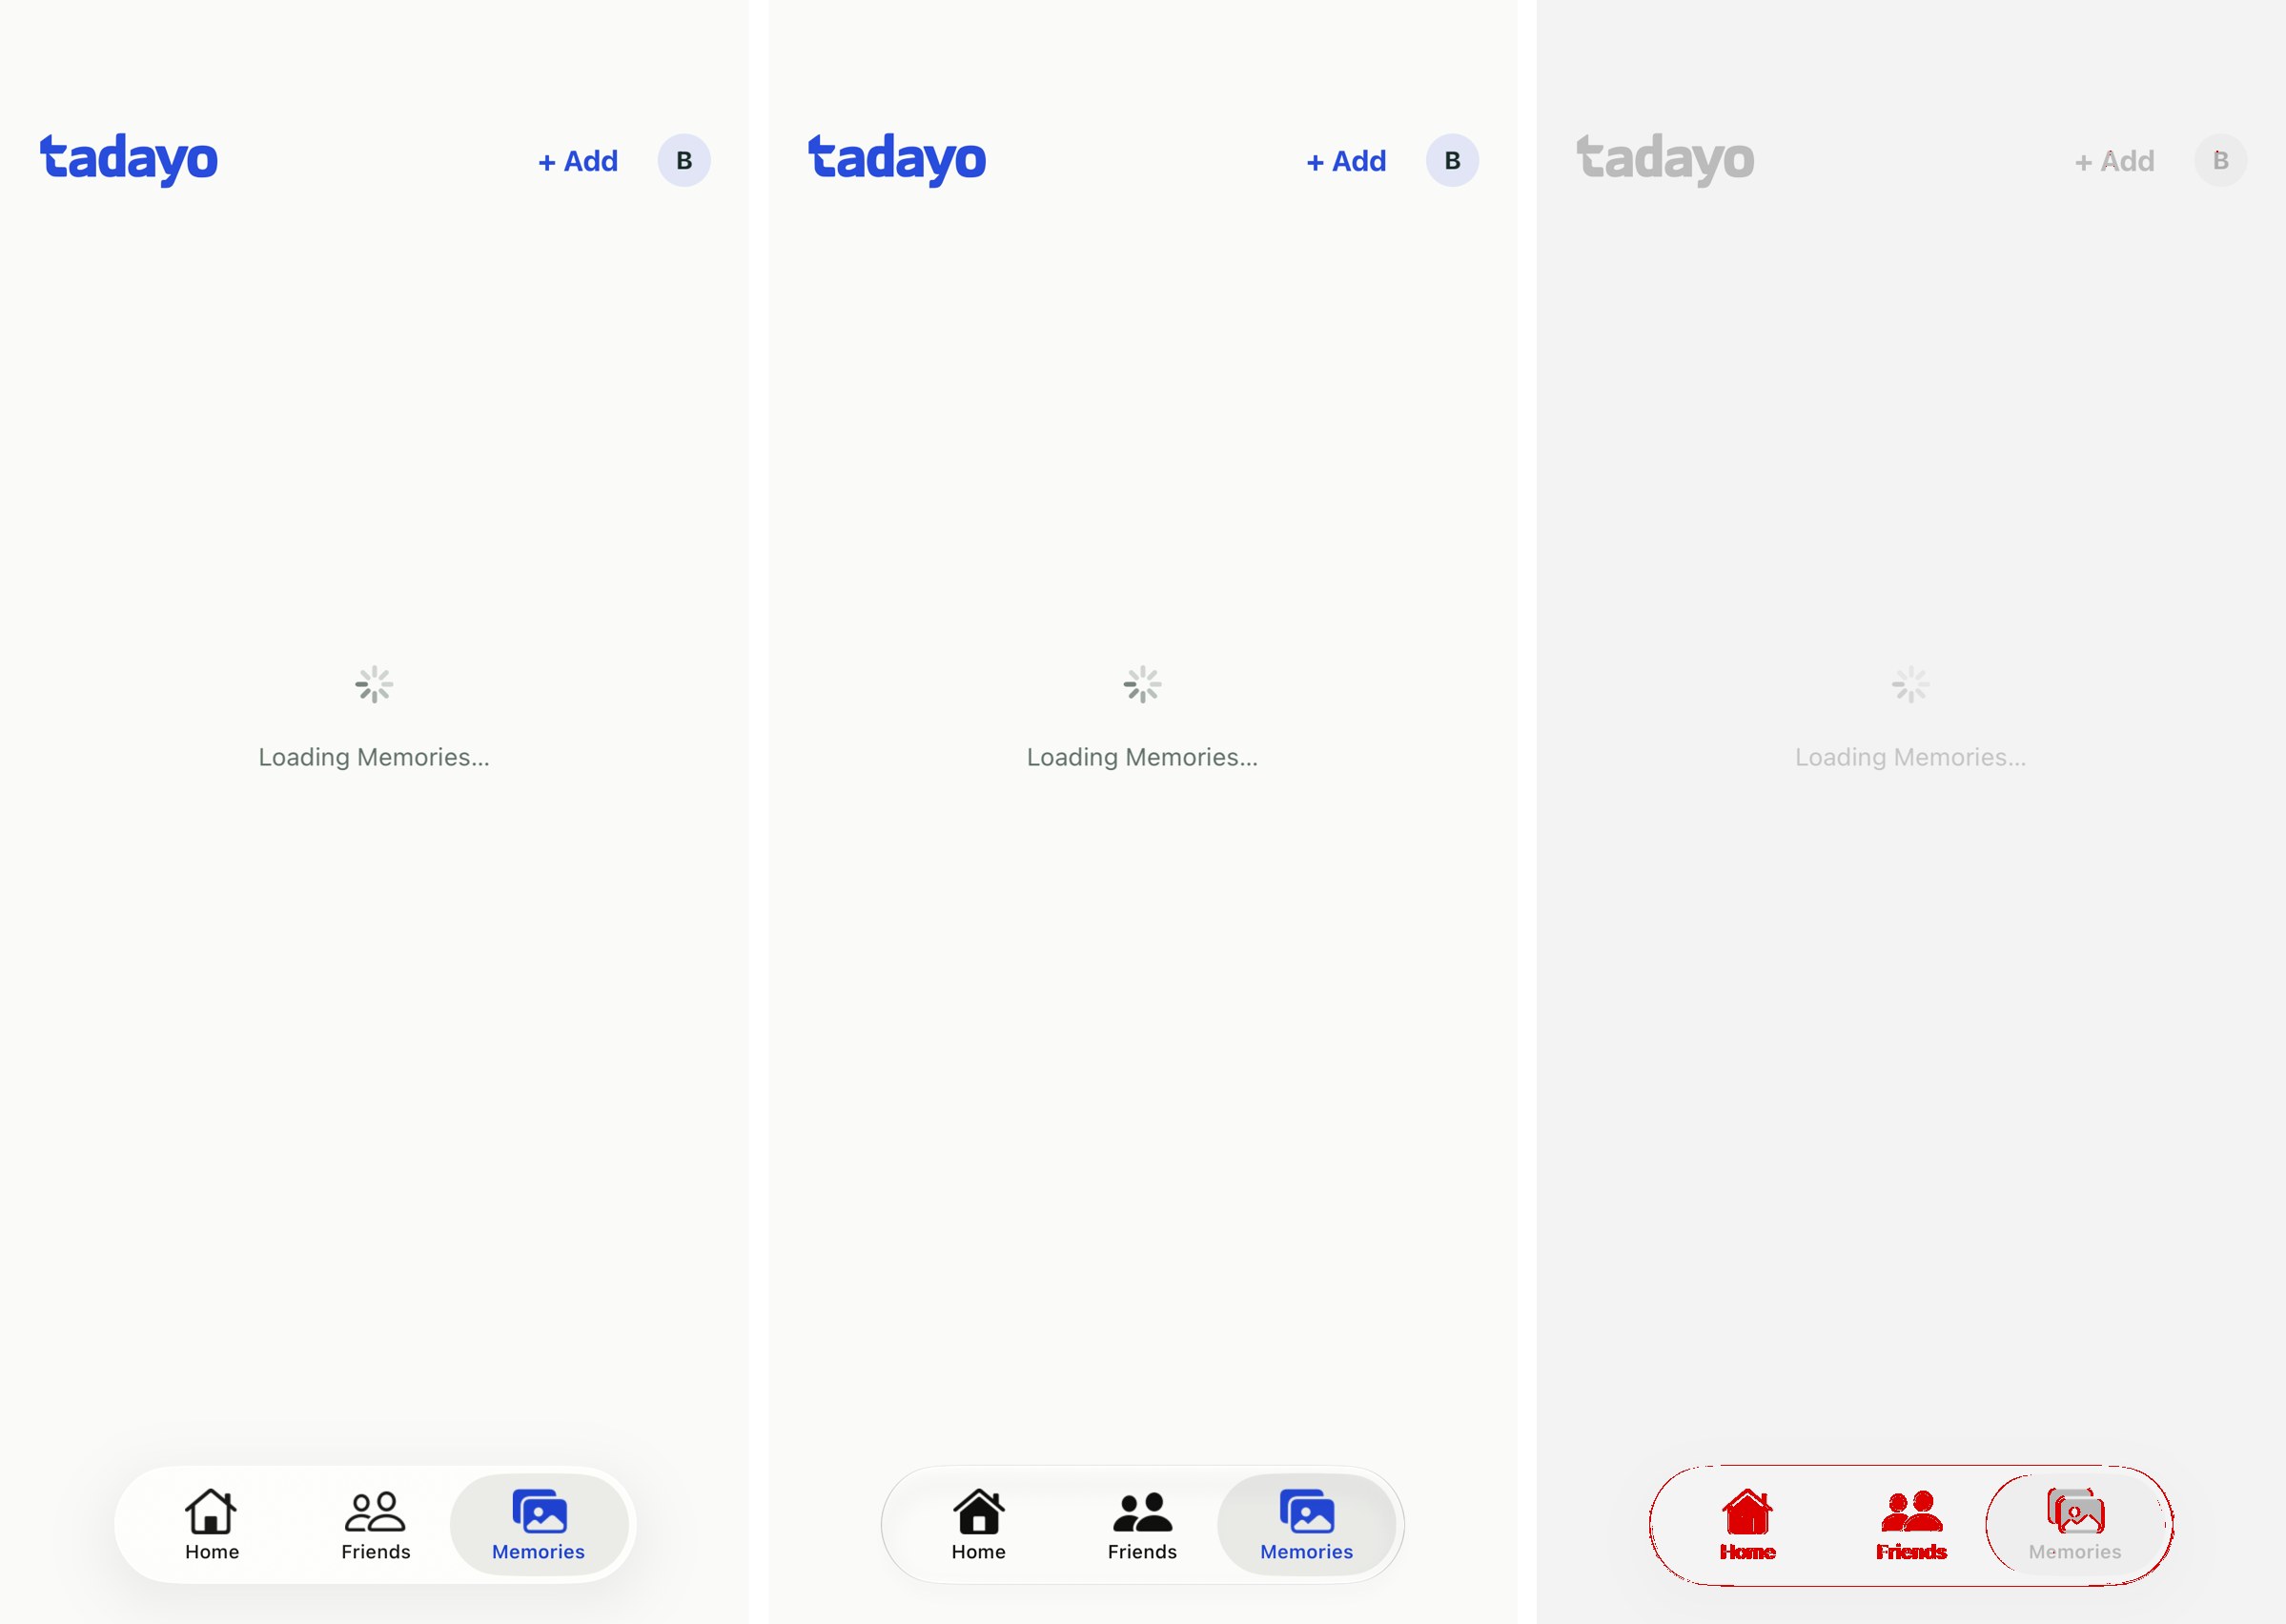 tadayo
+ Add
B
Loading Memories...
Home
Friends
Memories
tadayo
+ Add
B
Loading Memories...
Home
Friends
Memories
tadayo
+ Add
B
Loading Memories...
Home
Friends
Memories